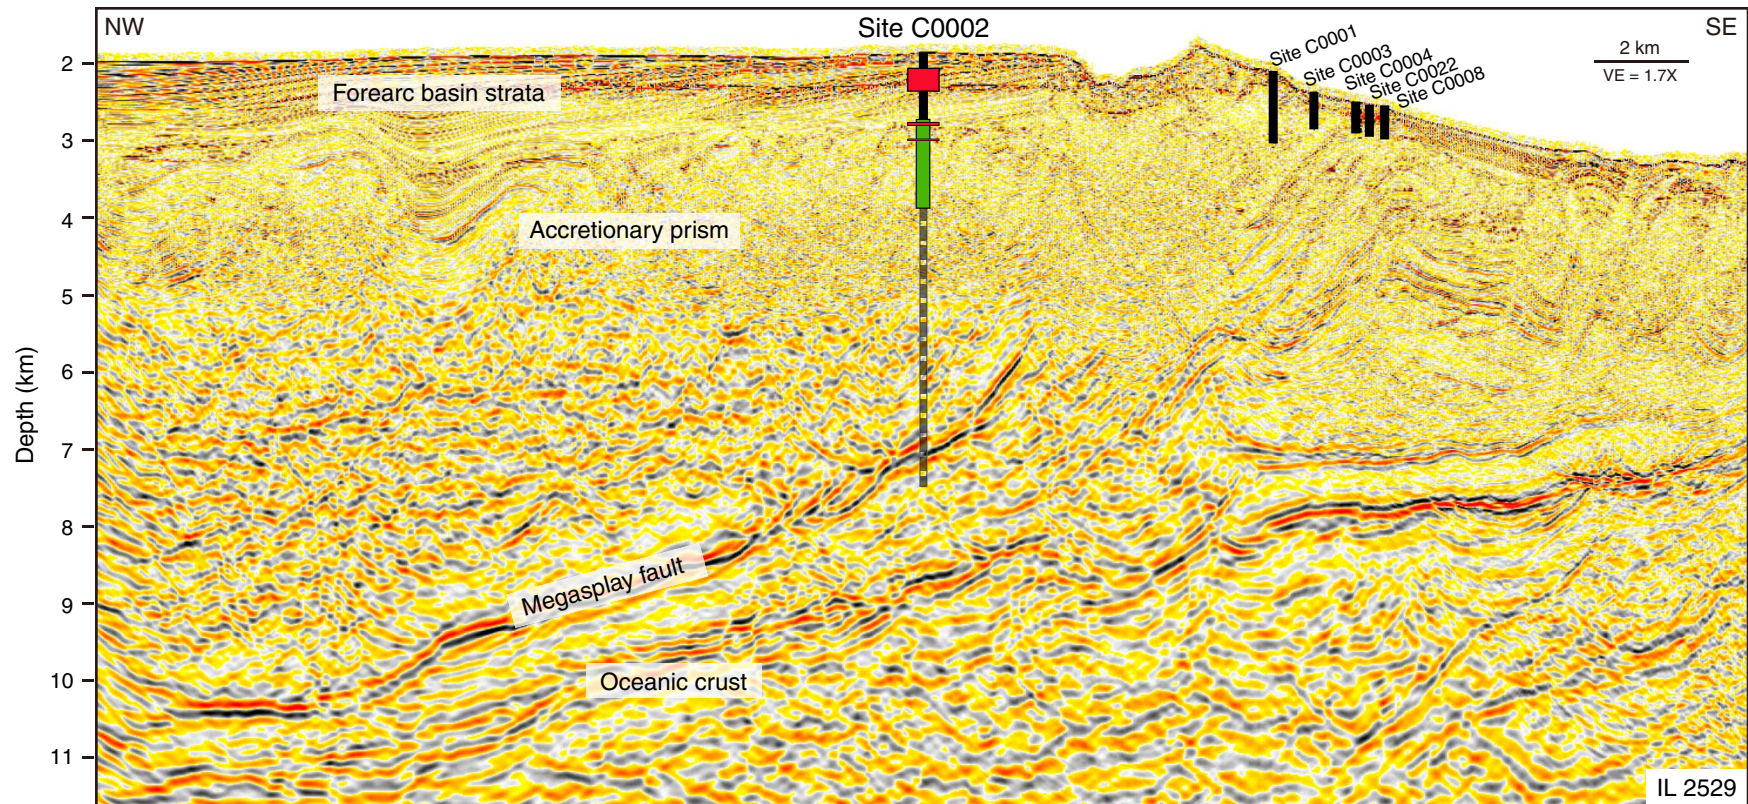 NW
Site C0002
SE
Site C0001
Site C0003
Site C0004
Site C0022
Site C0008
2 km
VE = 1.7X
Forearc basin strata
Accretionary prism
Megasplay fault
Oceanic crust
Depth (km)
2
3
4
5
6
7
8
9
10
11
IL 2529